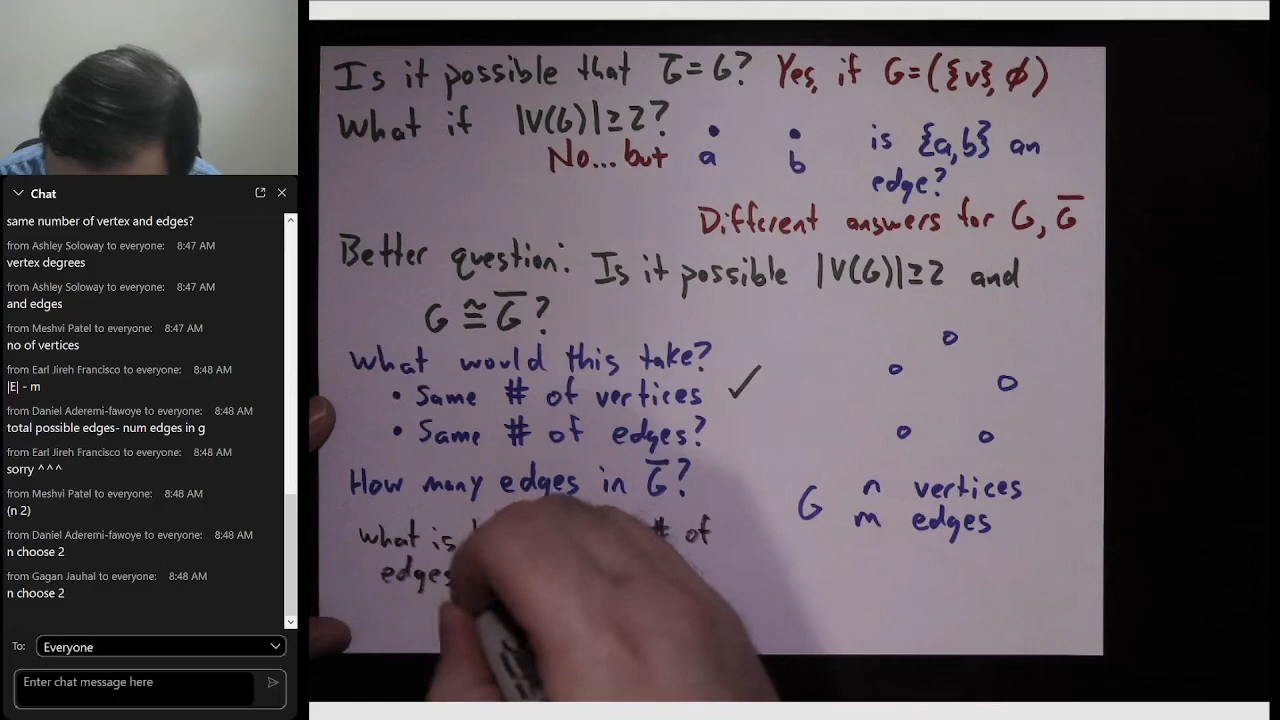 Chat
same number of vertex and edges?
from Ashley Soloway to everyone: 8:47 AM
vertex degrees
from Ashley Soloway to everyone: 8:47 AM
and edges
from Meshvi Patel to everyone: 8:47 AM
no of vertices
from Earl Jireh Francisco to everyone: 8:48 AM
|E| - m
from Daniel Aderemi-fawoye to everyone: 8:48 AM
total possible edges- num edges in g
from Earl Jireh Francisco to everyone: 8:48 AM
sorry ^^^
from Meshvi Patel to everyone: 8:48 AM
(n 2)
from Daniel Aderemi-fawoye to everyone: 8:48 AM
n choose 2
from Gagan Jauhal to everyone: 8:48 AM
n choose 2
To: Everyone
Enter chat message here
Is it possible that G̅=G? Yes, if G=({v},ϕ)
What if |V(G)|≥2?
No...but
a b
is {a,b} an
edge?
Different answers for G, G̅
Better question: Is it possible |V(G)|≥2 and
G ≅ G̅?
What would this take?
• Same # of vertices ✓
• Same # of edges?
How many edges in G̅?
G n vertices
m edges
What is # of
edges